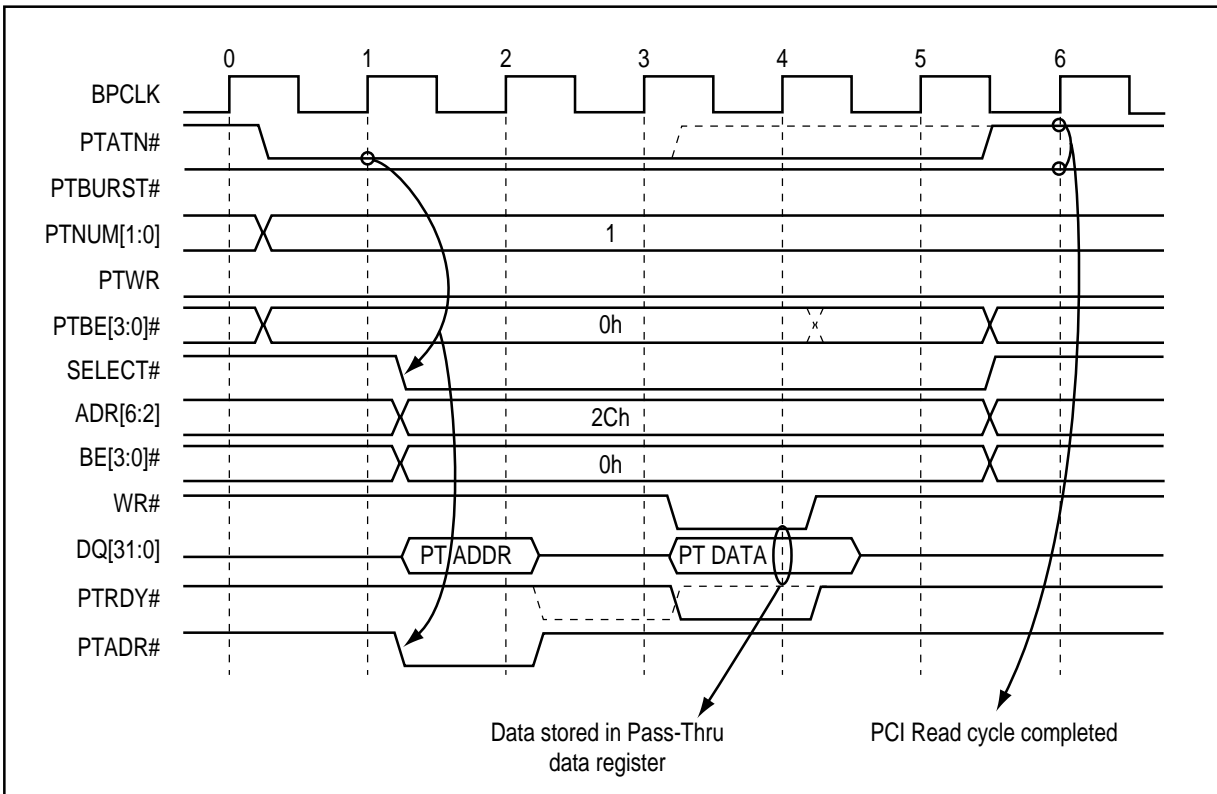 0 1 2 3 4 5 6
BPCLK
PTATN#
PTBURST#
PTNUM[1:0] 1
PTWR
PTBE[3:0]# 0h
SELECT#
ADR[6:2] 2Ch
BE[3:0]# 0h
WR#
DQ[31:0] PT ADDR PT DATA
PTRDY#
PTADR#
Data stored in Pass-Thru PCI Read cycle completed
data register